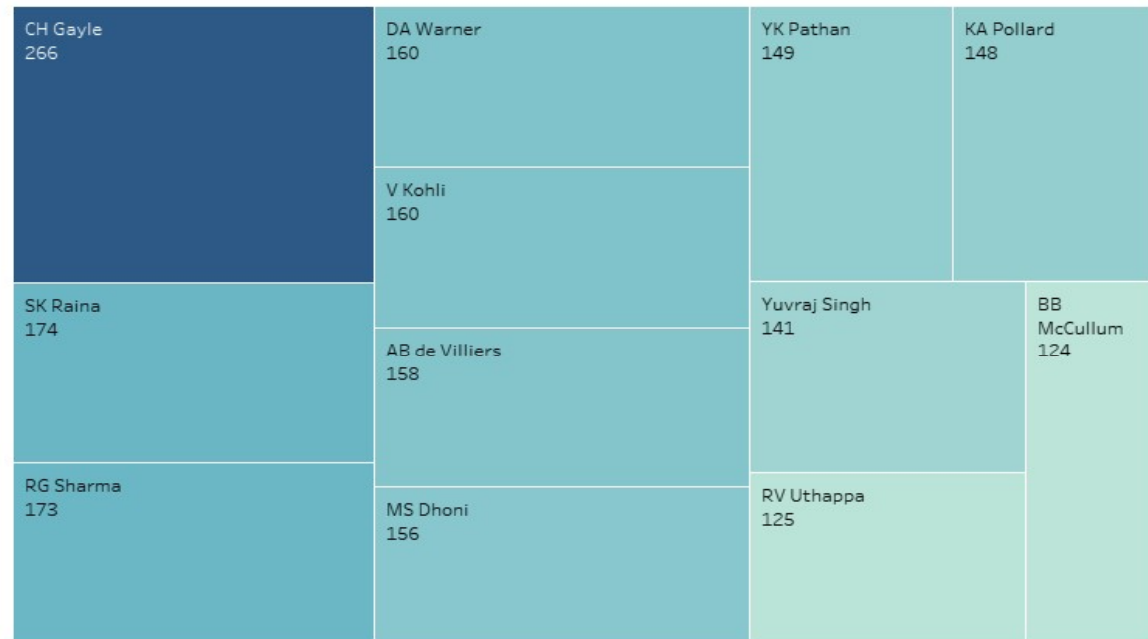 CH Gayle
266
SK Raina
174
RG Sharma
173
DA Warner
160
V Kohli
160
AB de Villiers
158
MS Dhoni
156
YK Pathan
149
KA Pollard
148
Yuvraj Singh
141
RV Uthappa
125
BB
McCullum
124